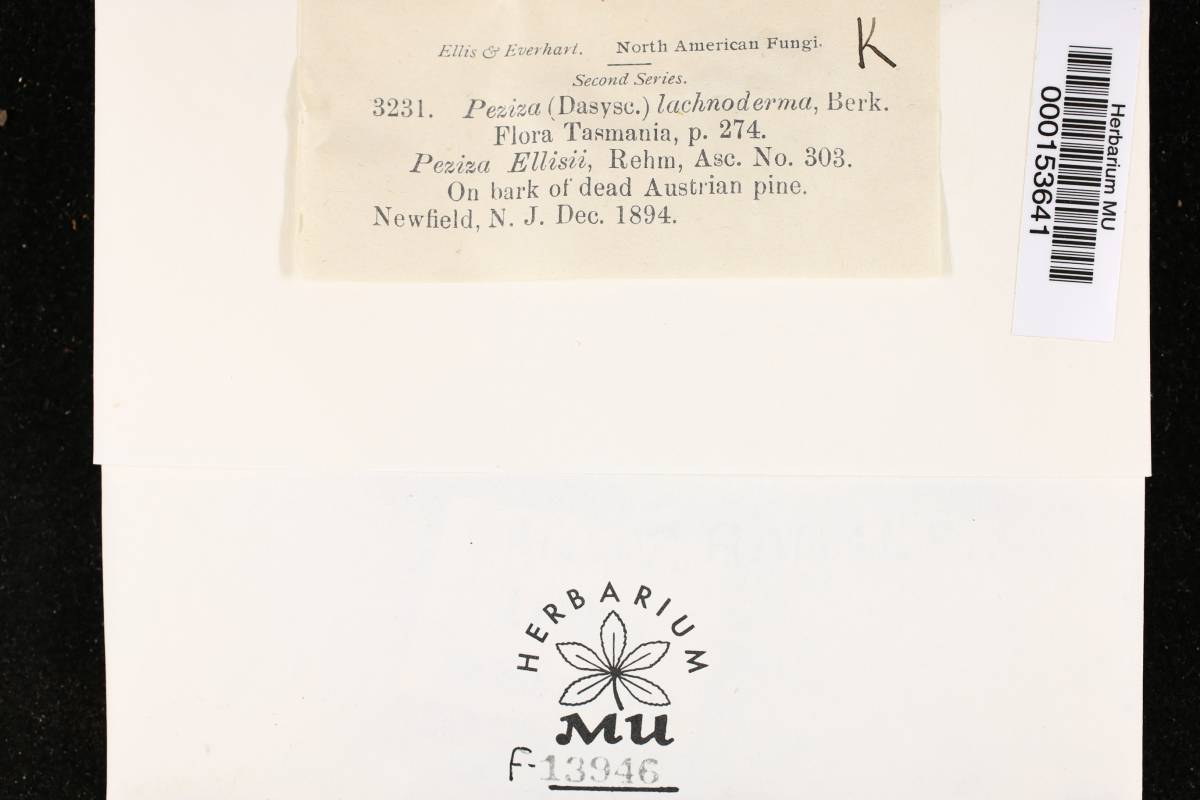 Ellis & Everhart. North American Fungi.
K
Second Series.
3231. Peziza (Dasysc.) lachnoderma, Berk.
Flora Tasmania, p. 274.
Peziza Ellisii, Rehm, Asc. No. 303.
On bark of dead Austrian pine.
Newfield, N. J. Dec. 1894.
Herbarium MU
000153641
HERBARIUM
MU
F-13946